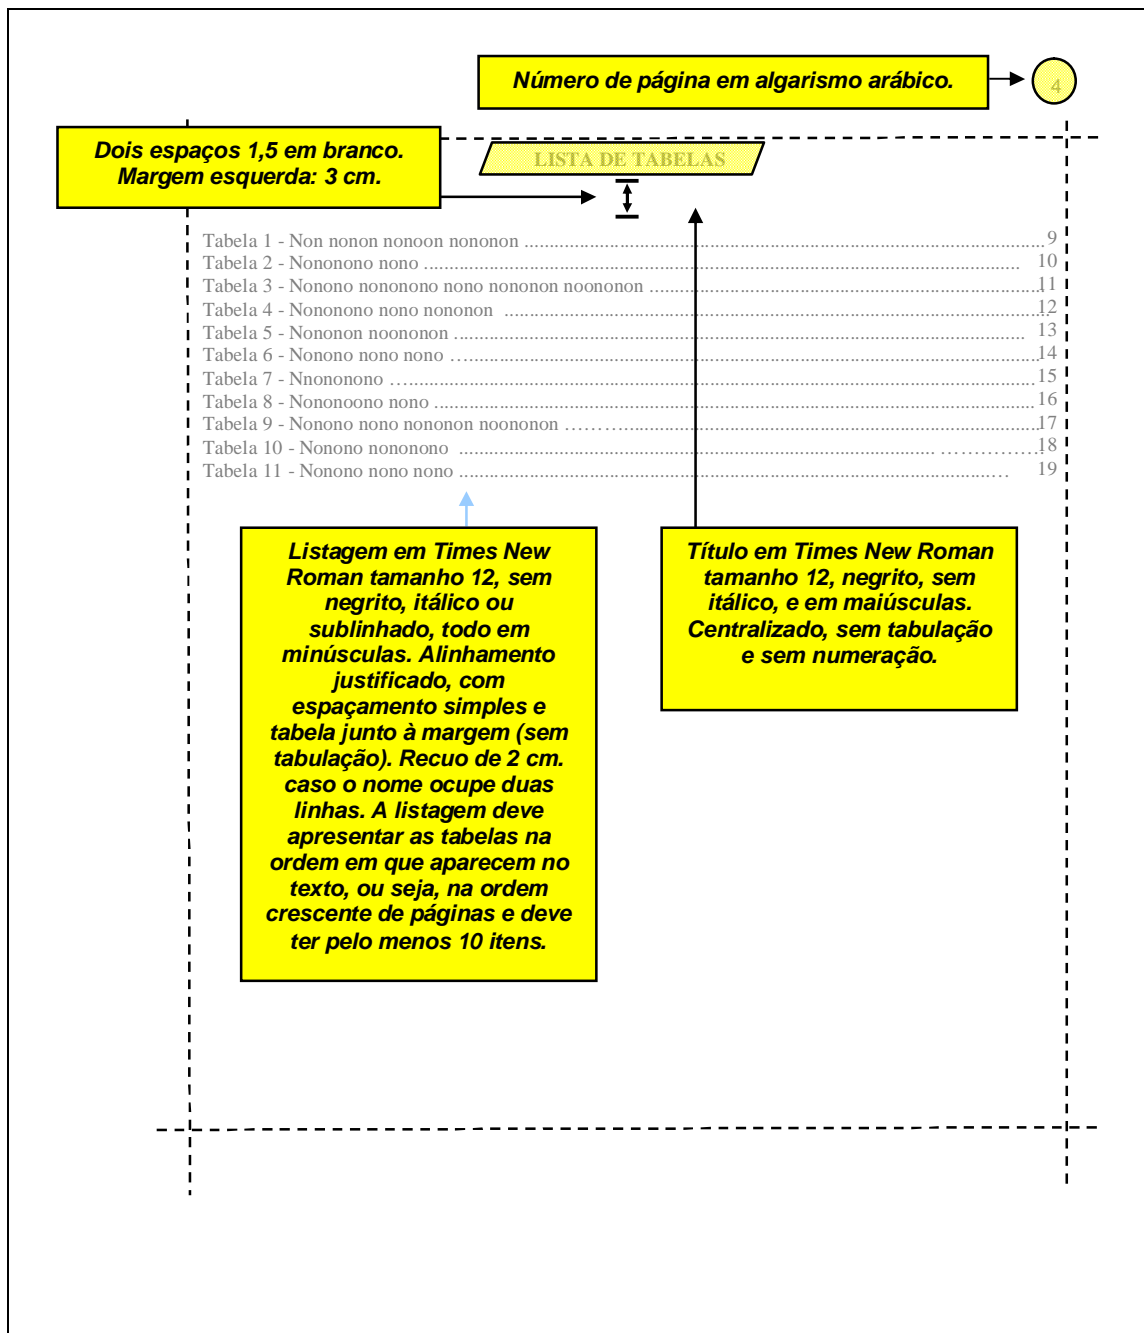 Número de página em algarismo arábico.
4
Dois espaços 1,5 em branco.
Margem esquerda: 3 cm.
LISTA DE TABELAS
Tabela 1 - Non nonon nonoon nononon ........................................................................................................ 9
Tabela 2 - Nononono nono ....................................................................................................................... 10
Tabela 3 - Nonono nononono nono nononon noononon ............................................................................... 11
Tabela 4 - Nononono nono nononon ............................................................................................................ 12
Tabela 5 - Nononon noononon .................................................................................................................. 13
Tabela 6 - Nonono nono nono …................................................................................................................... 14
Tabela 7 - Nnononono …............................................................................................................................. 15
Tabela 8 - Nononoono nono ........................................................................................................................ 16
Tabela 9 - Nonono nono nononon noononon ………....................................................................................... 17
Tabela 10 - Nonono nononono ............................................................................................... …………….. 18
Tabela 11 - Nonono nono nono ..........................................................................................................… 19
Listagem em Times New
Roman tamanho 12, sem
negrito, itálico ou
sublinhado, todo em
minúsculas. Alinhamento
justificado, com
espaçamento simples e
tabela junto à margem (sem
tabulação). Recuo de 2 cm.
caso o nome ocupe duas
linhas. A listagem deve
apresentar as tabelas na
ordem em que aparecem no
texto, ou seja, na ordem
crescente de páginas e deve
ter pelo menos 10 itens.
Título em Times New Roman
tamanho 12, negrito, sem
itálico, e em maiúsculas.
Centralizado, sem tabulação
e sem numeração.